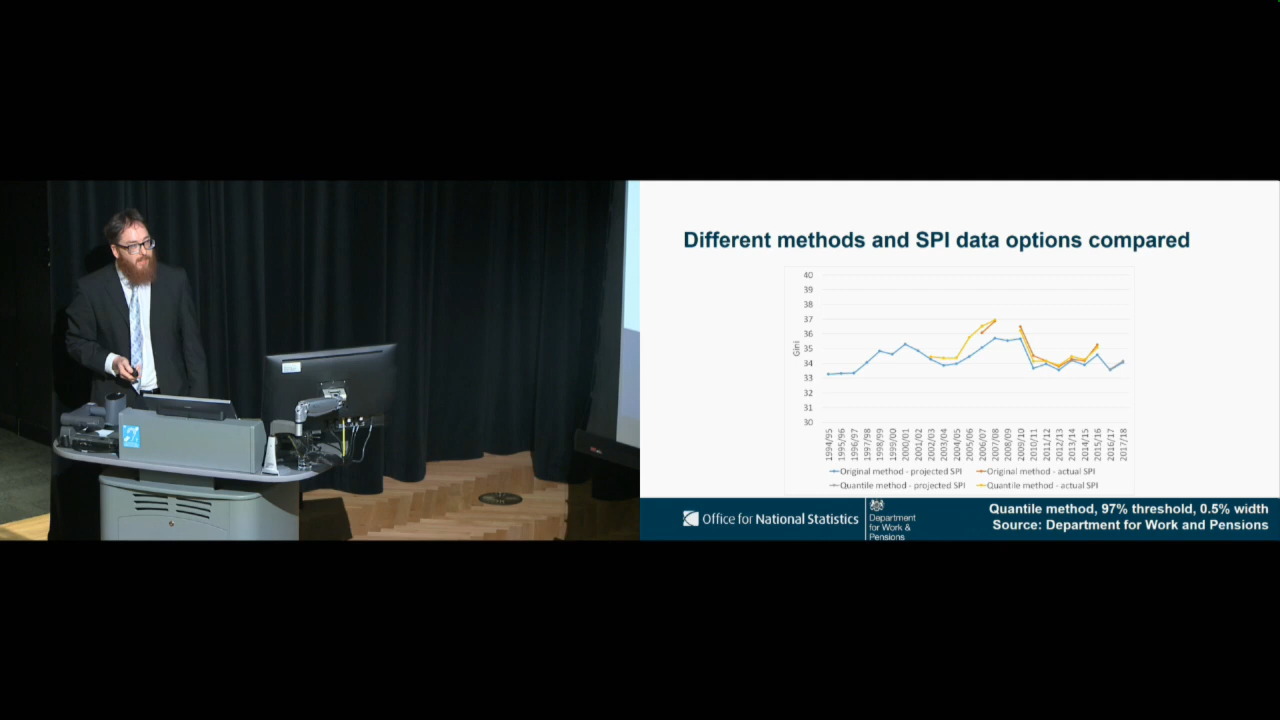 Different methods and SPI data options compared
40
39
38
37
36
35
34
33
32
31
30
Gini
1994/95
1995/96
1996/97
1997/98
1998/99
1999/00
2000/01
2001/02
2002/03
2003/04
2004/05
2005/06
2006/07
2007/08
2008/09
2009/10
2010/11
2011/12
2012/13
2013/14
2014/15
2015/16
2016/17
2017/18
Original method - projected SPI
Original method - actual SPI
Quantile method - projected SPI
Quantile method - actual SPI
Office for National Statistics
Department
for Work &
Pensions
Quantile method, 97% threshold, 0.5% width
Source: Department for Work and Pensions